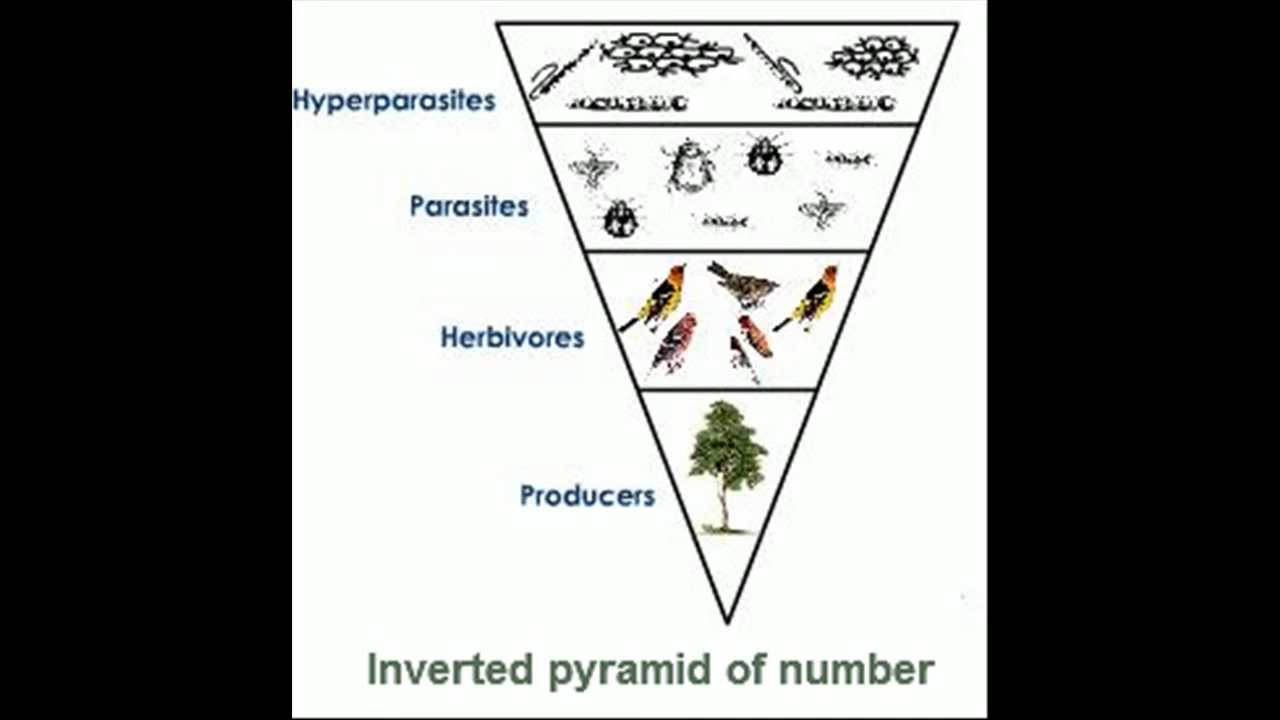 Hyperparasites
Parasites
Herbivores
Producers
Inverted pyramid of number